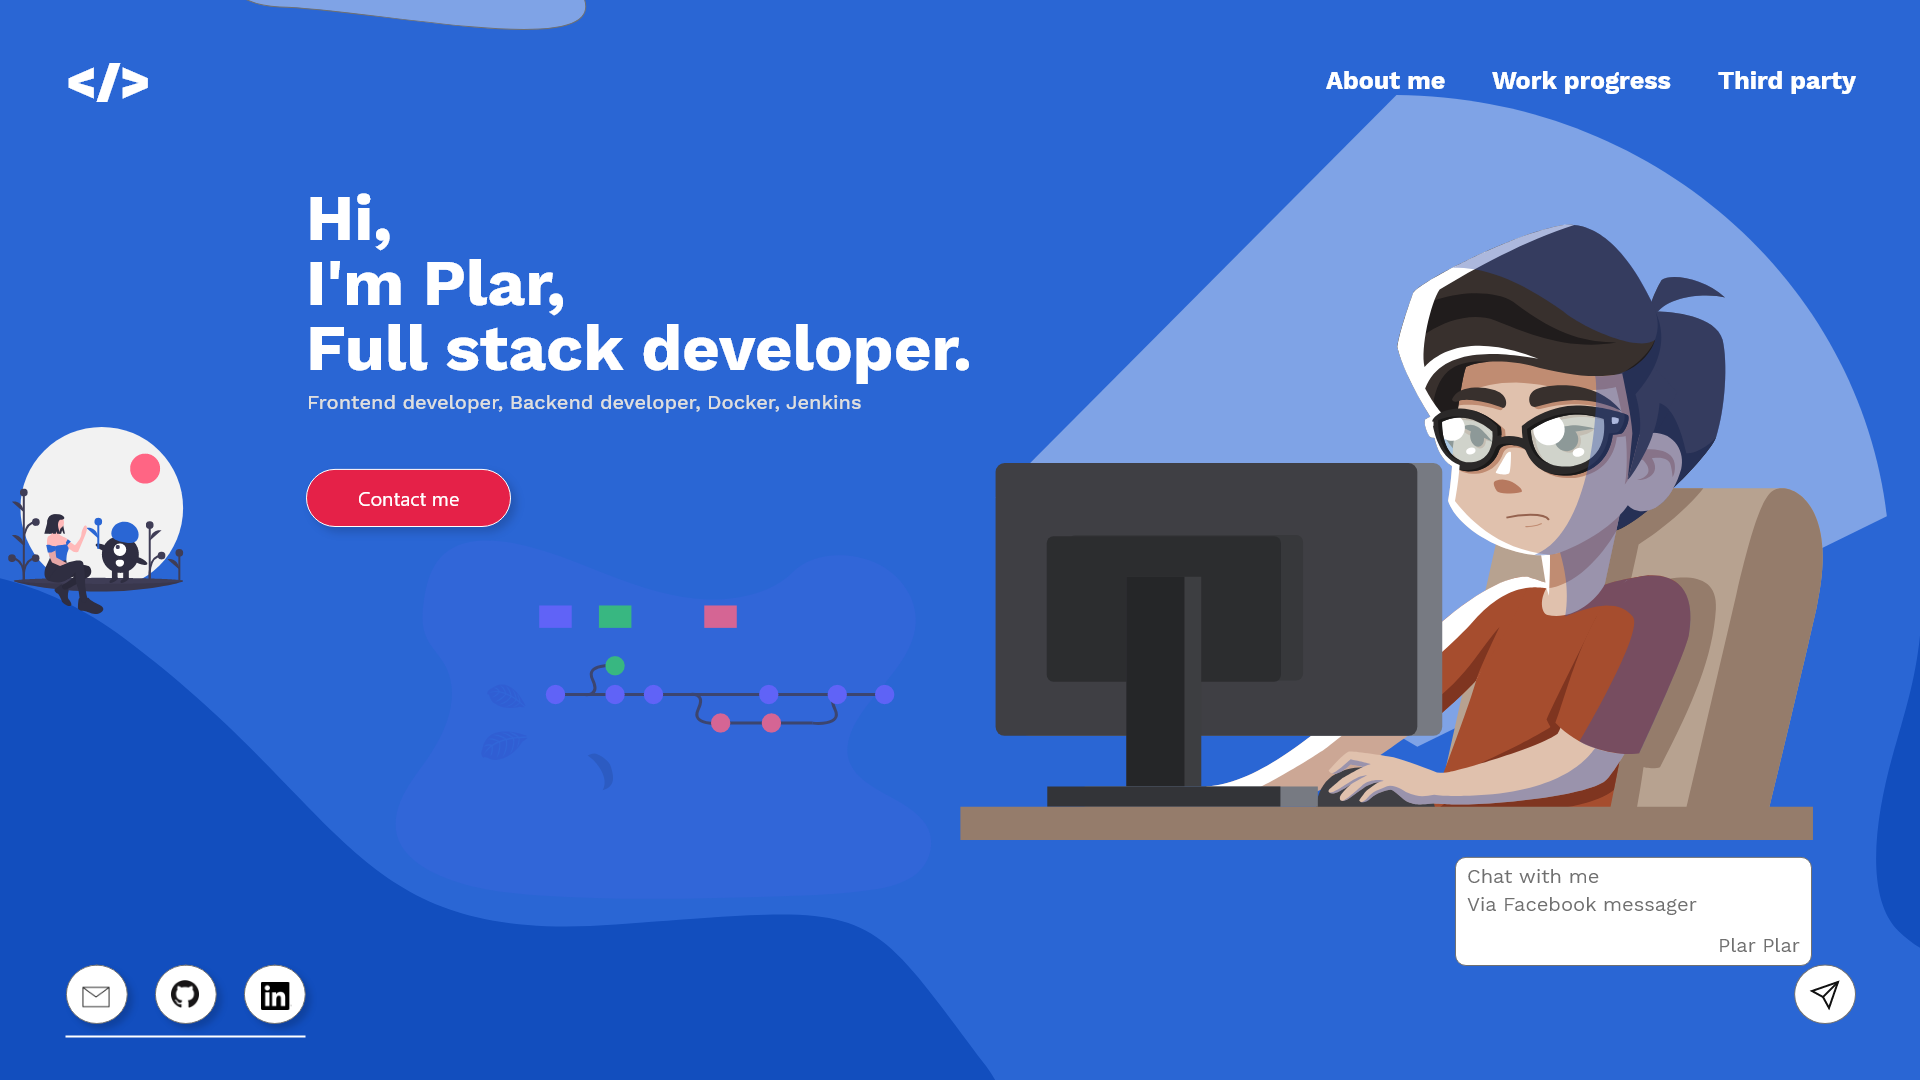 </>
About me
Work progress
Third party
Hi,
I'm Plar,
Full stack developer.
Frontend developer, Backend developer, Docker, Jenkins
Contact me
Chat with me
Via Facebook messager
Plar Plar
in